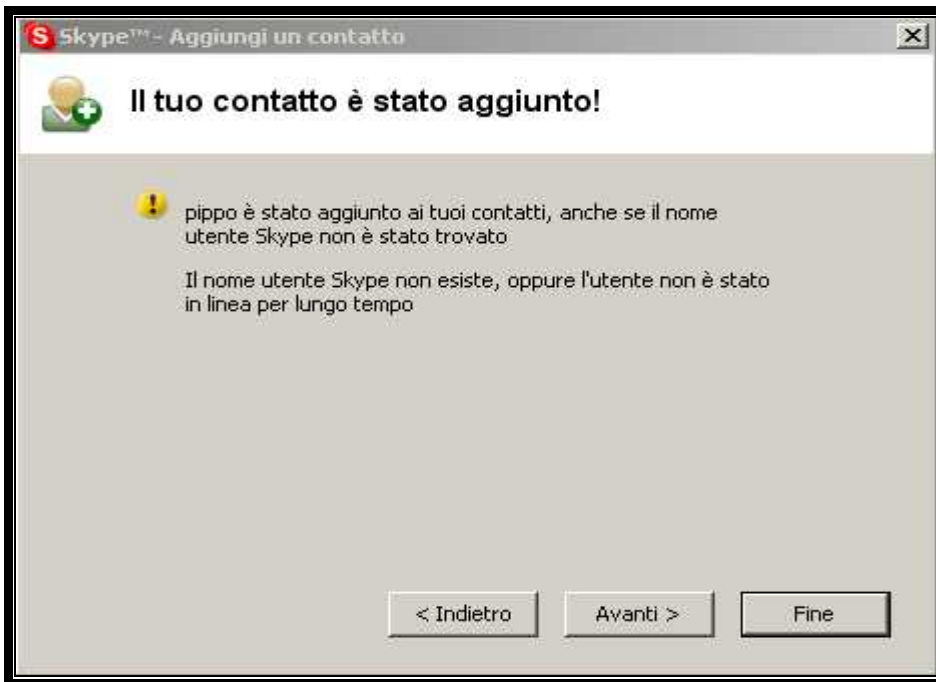 S Skype™ - Aggiungi un contatto
Il tuo contatto è stato aggiunto!
pippo è stato aggiunto ai tuoi contatti, anche se il nome
utente Skype non è stato trovato
Il nome utente Skype non esiste, oppure l'utente non è stato
in linea per lungo tempo
< Indietro
Avanti >
Fine